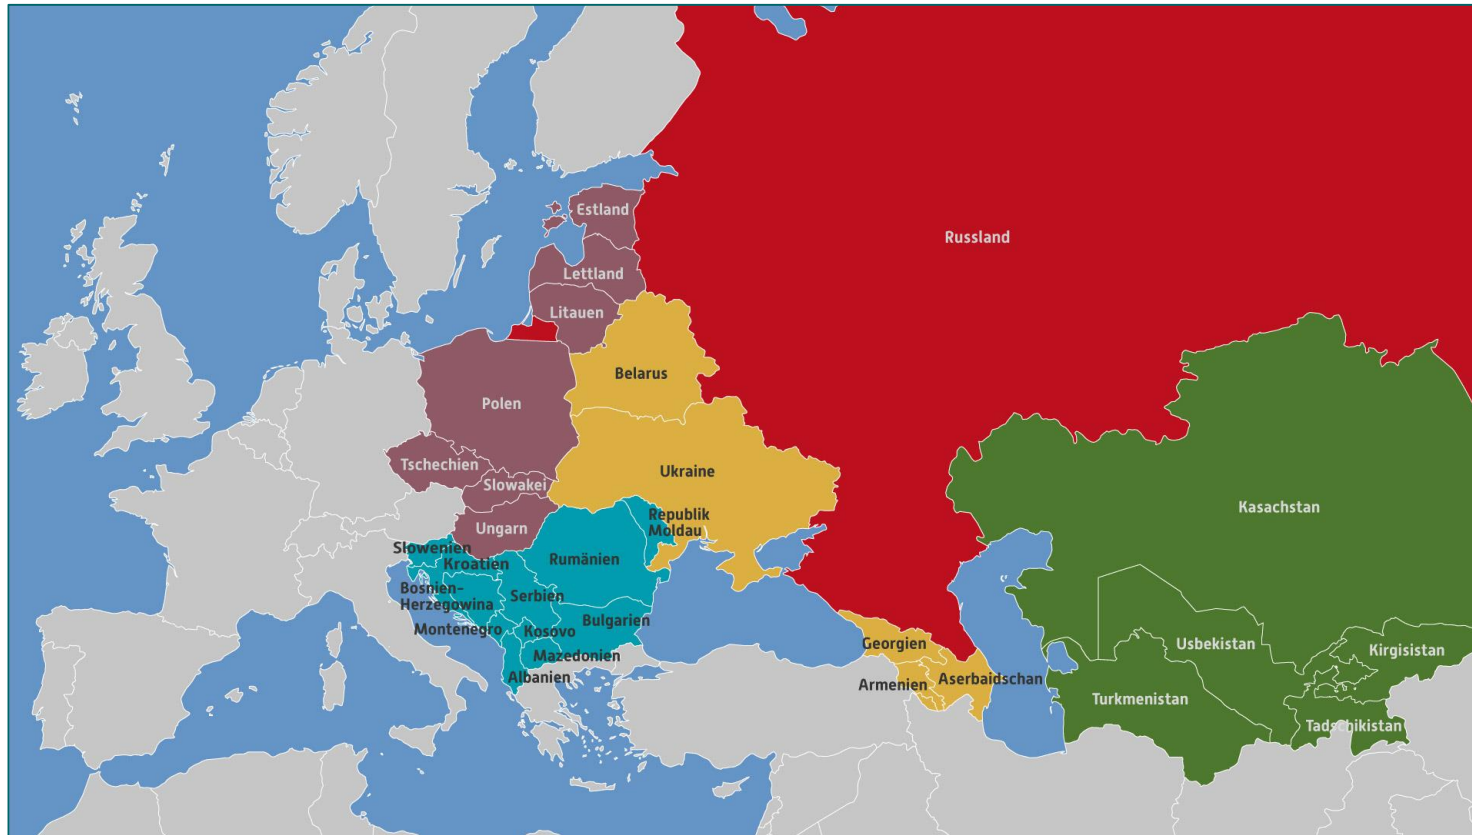 Estland
Russland
Lettland
Litauen
Belarus
Polen
Tschechien
Slowakei
Ukraine
Kasachstan
Republik
Moldau
Ungarn
Slowenien
Kroatien
Rumänien
Bosnien-
Herzegowina
Serbien
Bulgarien
Montenegro
Kosovo
Mazedonien
Albanien
Georgien
Armenien
Aserbaidschan
Usbekistan
Kirgisistan
Turkmenistan
Tadschikistan